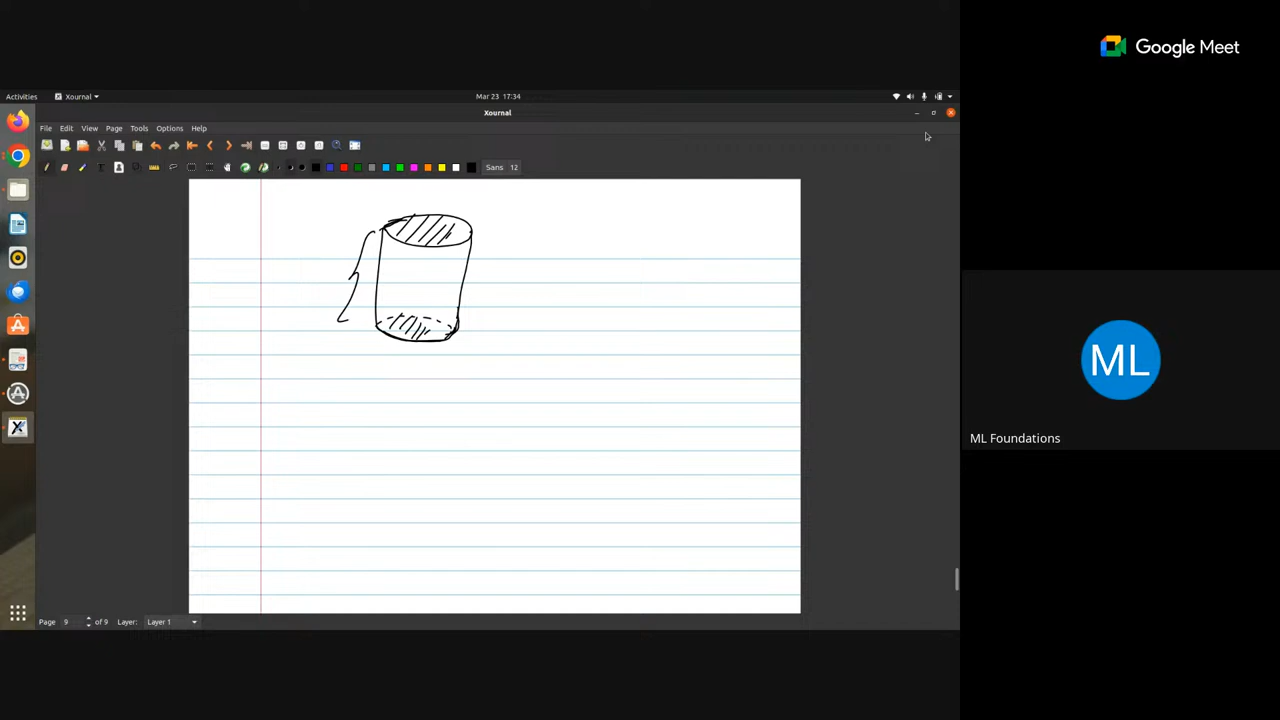 Google Meet
Activities
Xournal
Mar 23 17:34
Xournal
File Edit View Page Tools Options Help
Sans 12
ML
ML Foundations
Page 9 of 9 Layer: Layer 1